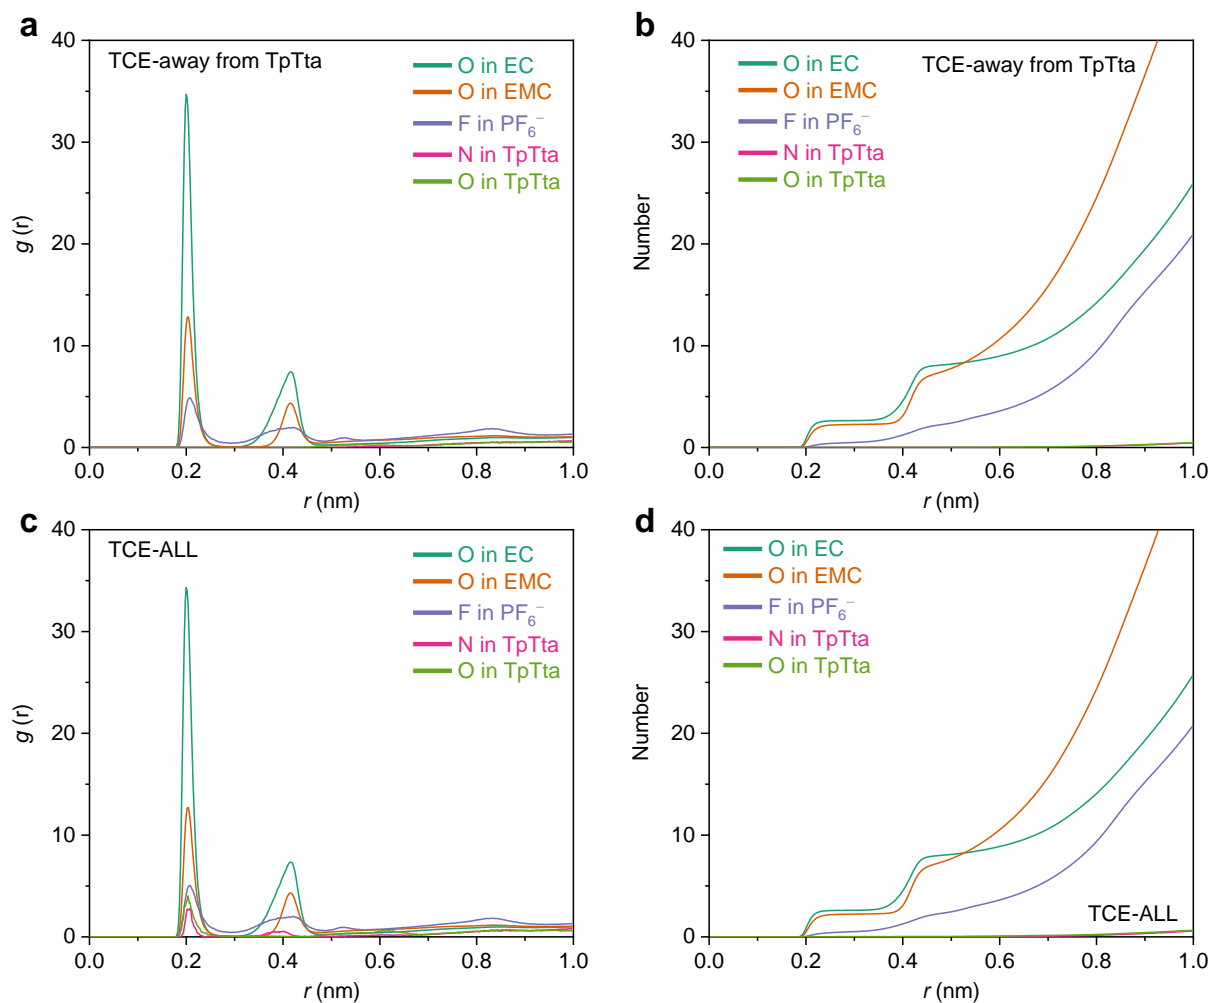 a
40
30
20
10
0
g (r)
TCE-away from TpTta
O in EC
O in EMC
F in PF₆⁻
N in TpTta
O in TpTta
0.0 0.2 0.4 0.6 0.8 1.0
r (nm)
b
40
30
20
10
0
Number
TCE-away from TpTta
O in EC
O in EMC
F in PF₆⁻
N in TpTta
O in TpTta
0.0 0.2 0.4 0.6 0.8 1.0
r (nm)
c
40
30
20
10
0
g (r)
TCE-ALL
O in EC
O in EMC
F in PF₆⁻
N in TpTta
O in TpTta
0.0 0.2 0.4 0.6 0.8 1.0
r (nm)
d
40
30
20
10
0
Number
O in EC
O in EMC
F in PF₆⁻
N in TpTta
O in TpTta
TCE-ALL
0.0 0.2 0.4 0.6 0.8 1.0
r (nm)